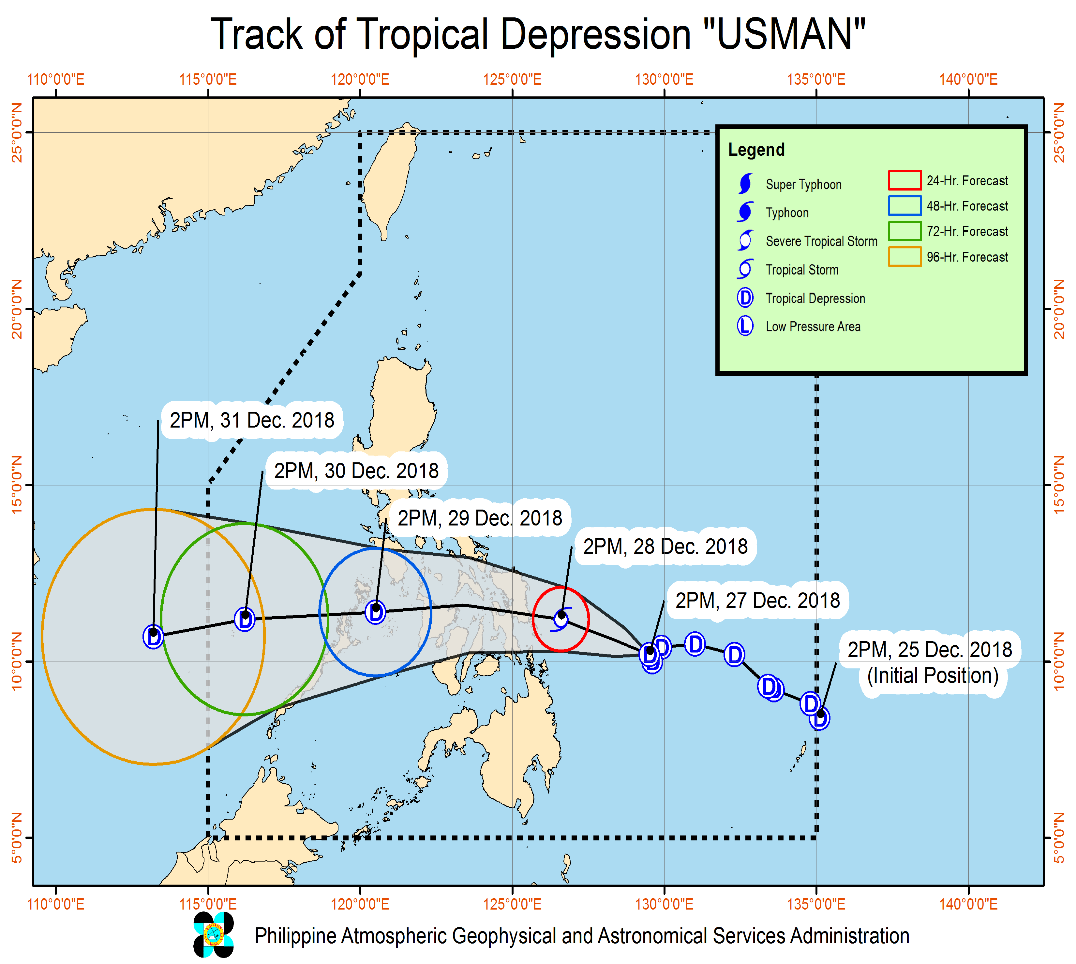 Track of Tropical Depression "USMAN"
110°0'0"E 115°0'0"E 120°0'0"E 125°0'0"E 130°0'0"E 135°0'0"E 140°0'0"E
25°0'0"N 25°0'0"N
Legend
Super Typhoon
Typhoon
Severe Tropical Storm
Tropical Storm
D Tropical Depression
L Low Pressure Area
24-Hr. Forecast
48-Hr. Forecast
72-Hr. Forecast
96-Hr. Forecast
20°0'0"N 20°0'0"N
2PM, 31 Dec. 2018
2PM, 30 Dec. 2018
15°0'0"N 15°0'0"N
2PM, 29 Dec. 2018
2PM, 28 Dec. 2018
2PM, 27 Dec. 2018
2PM, 25 Dec. 2018
(Initial Position)
D D D D D D D D D D D D
10°0'0"N 10°0'0"N
5°0'0"N 5°0'0"N
110°0'0"E 115°0'0"E 120°0'0"E 125°0'0"E 130°0'0"E 135°0'0"E 140°0'0"E
Philippine Atmospheric Geophysical and Astronomical Services Administration